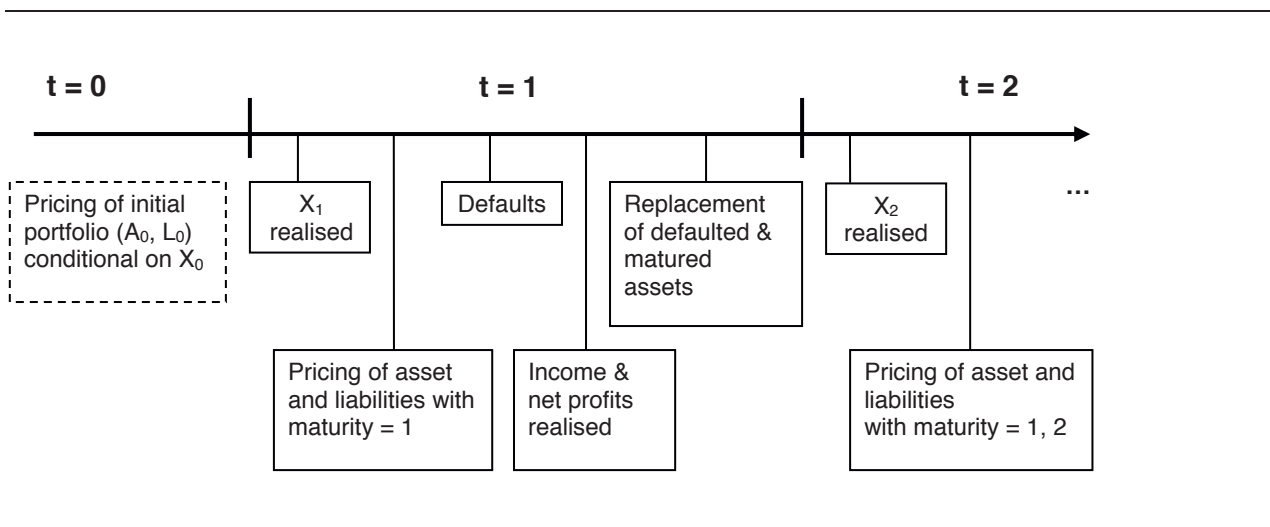 t = 0
t = 1
t = 2
Pricing of initial
portfolio (A₀, L₀)
conditional on X₀
X₁
realised
Defaults
Replacement
of defaulted &
matured
assets
X₂
realised
...
Pricing of asset
and liabilities with
maturity = 1
Income &
net profits
realised
Pricing of asset and
liabilities
with maturity = 1, 2